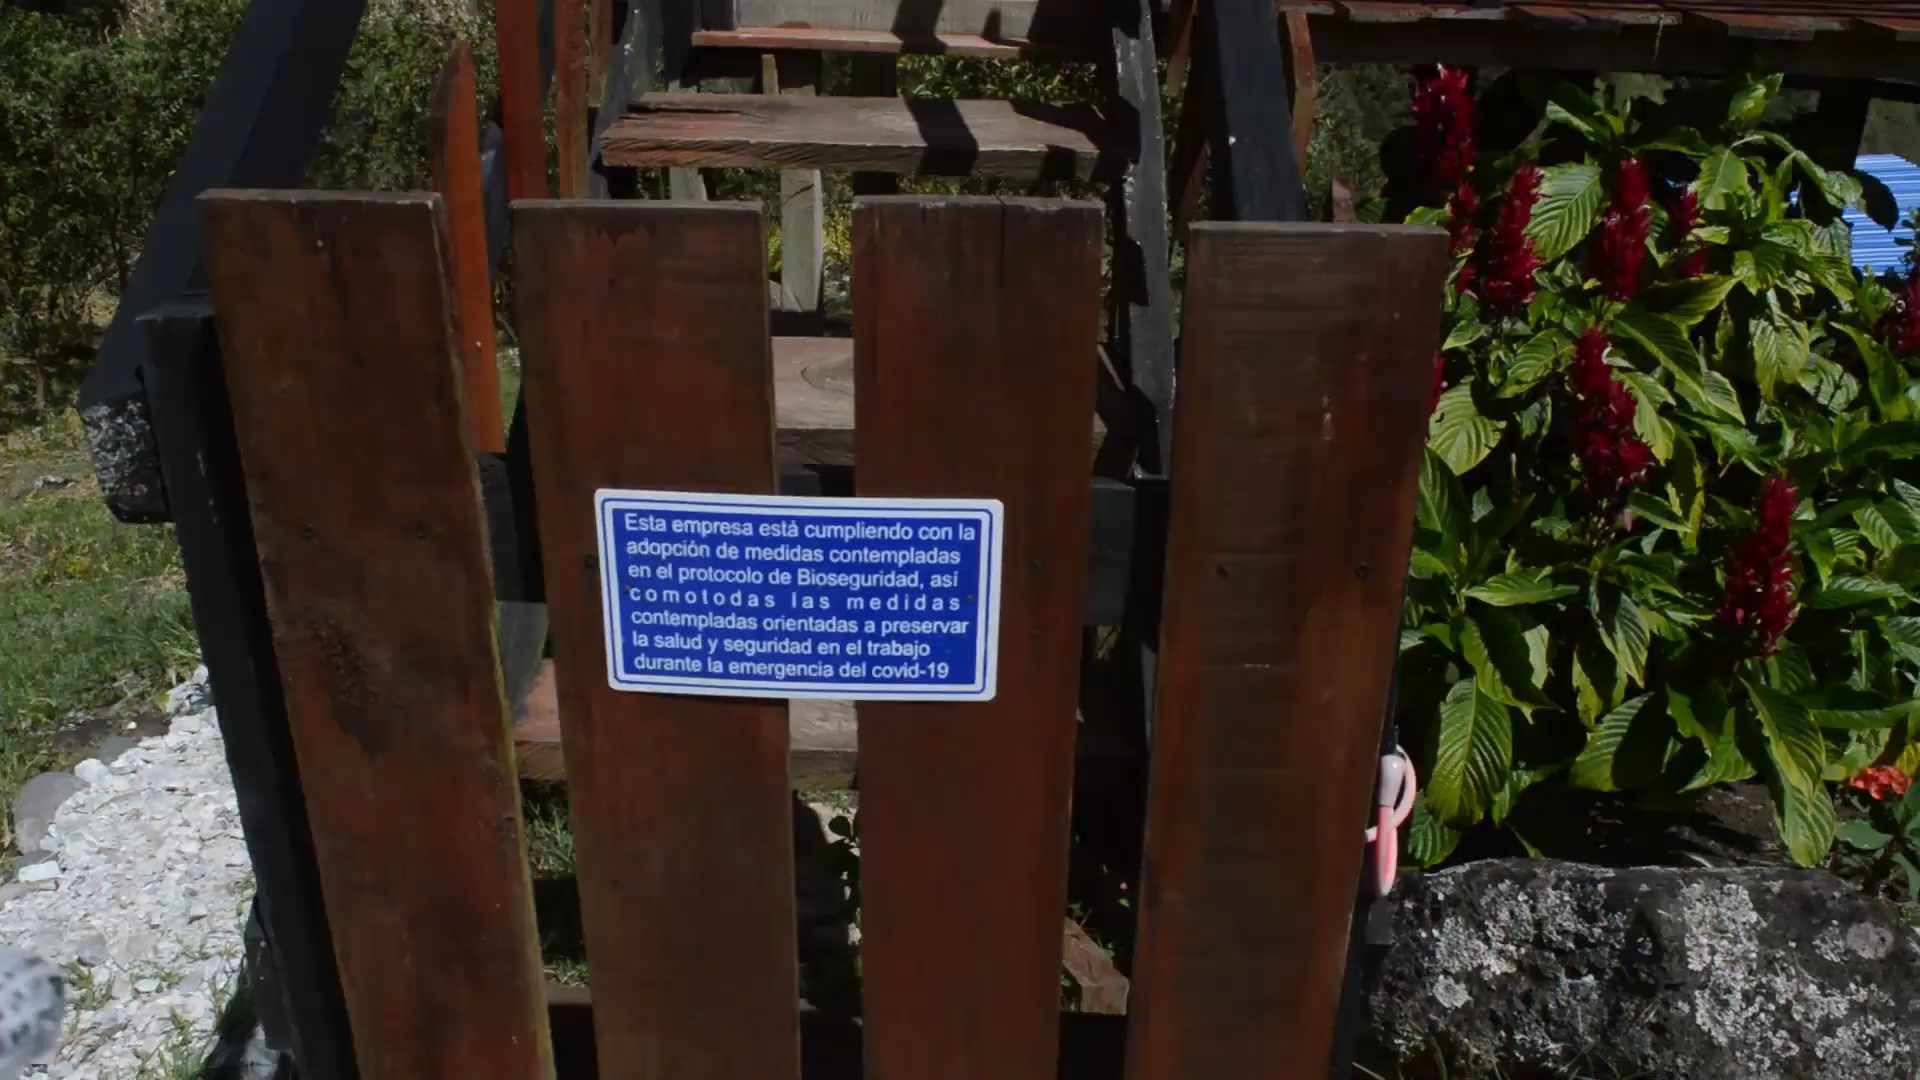 Esta empresa está cumpliendo con la
adopción de medidas contempladas
en el protocolo de Bioseguridad, así
comotodas las medidas
contempladas orientadas a preservar
la salud y seguridad en el trabajo
durante la emergencia del covid-19